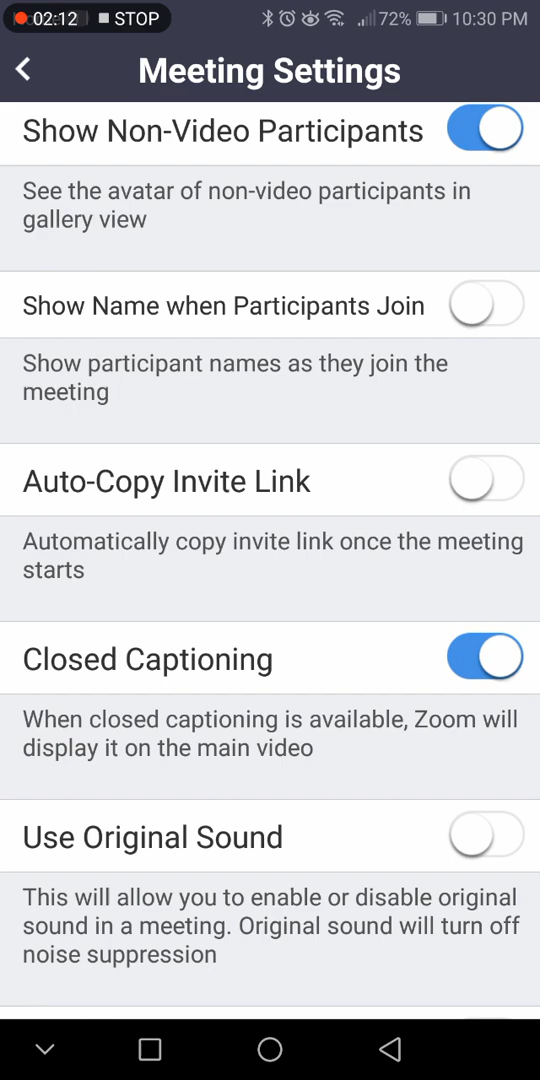 02:12 STOP 72% 10:30 PM
Meeting Settings
Show Non-Video Participants
See the avatar of non-video participants in
gallery view
Show Name when Participants Join
Show participant names as they join the
meeting
Auto-Copy Invite Link
Automatically copy invite link once the meeting
starts
Closed Captioning
When closed captioning is available, Zoom will
display it on the main video
Use Original Sound
This will allow you to enable or disable original
sound in a meeting. Original sound will turn off
noise suppression